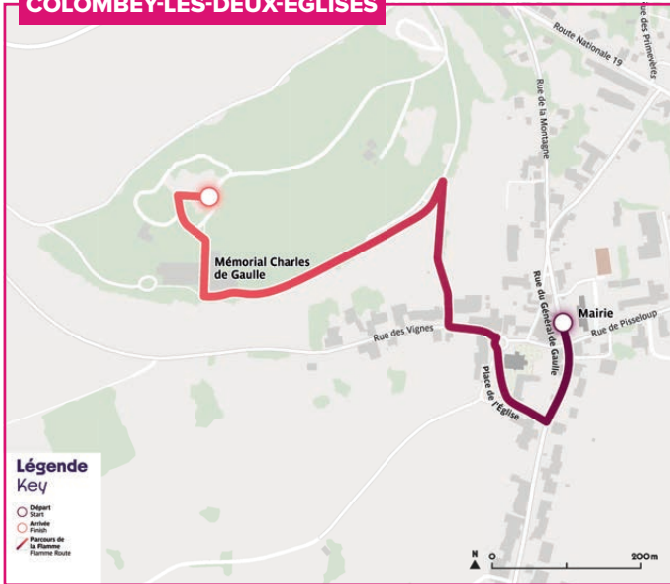 COLOMBEY-LES-DEUX-ÉGLISES
Route Nationale 19
Rue des Primevères
Rue de la Montagne
Mémorial Charles
de Gaulle
Rue du Général de Gaulle
Mairie
Rue de Pisseloup
Rue des Vignes
Place de l'Église
Légende
Key
Départ
Start
Arrivée
Finish
Parcours de
la Flamme
Flamme Route
N
0
200 m